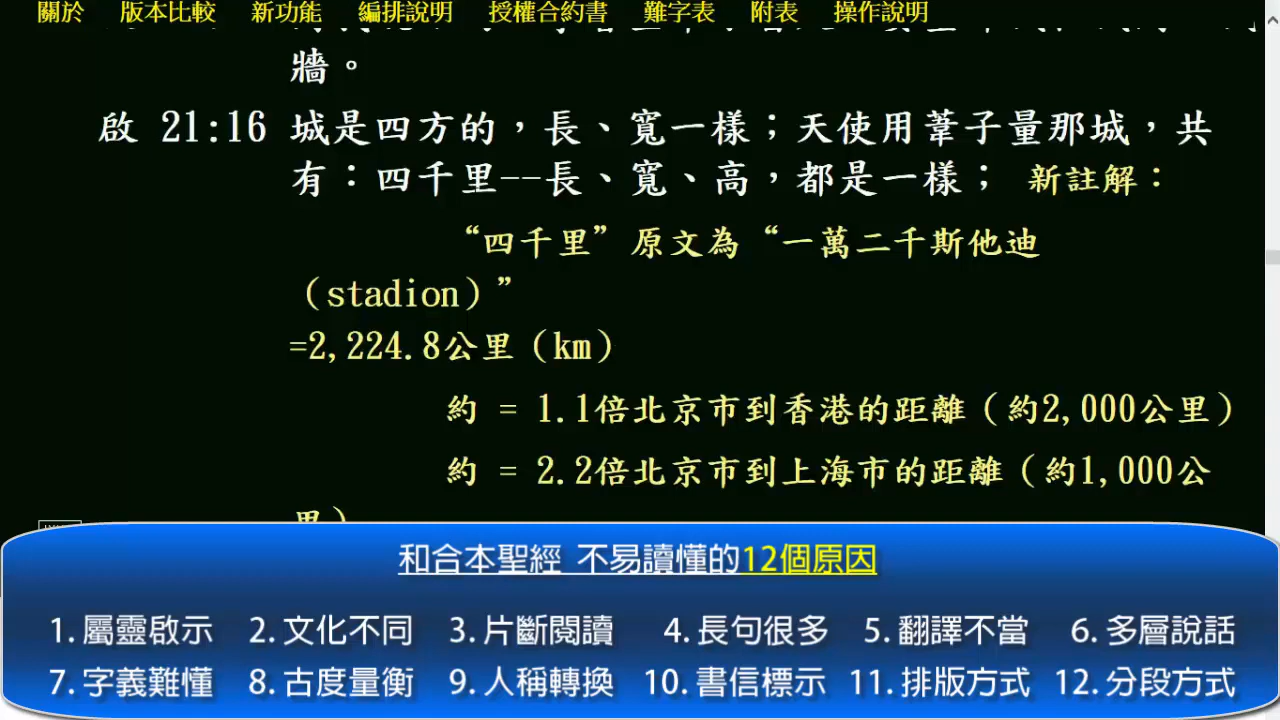 關於 版本比較 新功能 編排說明 授權合約書 難字表 附表 操作說明
牆。
啟 21:16 城是四方的，長、寬一樣；天使用葦子量那城，共
有：四千里--長、寬、高，都是一樣； 新註解：
“四千里”原文為“一萬二千斯他迪
（stadion）”
=2,224.8公里（km）
約 = 1.1倍北京市到香港的距離（約2,000公里）
約 = 2.2倍北京市到上海市的距離（約1,000公
里）
和合本聖經 不易讀懂的12個原因
1. 屬靈啟示 2. 文化不同 3. 片斷閱讀 4. 長句很多 5. 翻譯不當 6. 多層說話
7. 字義難懂 8. 古度量衡 9. 人稱轉換 10. 書信標示 11. 排版方式 12. 分段方式